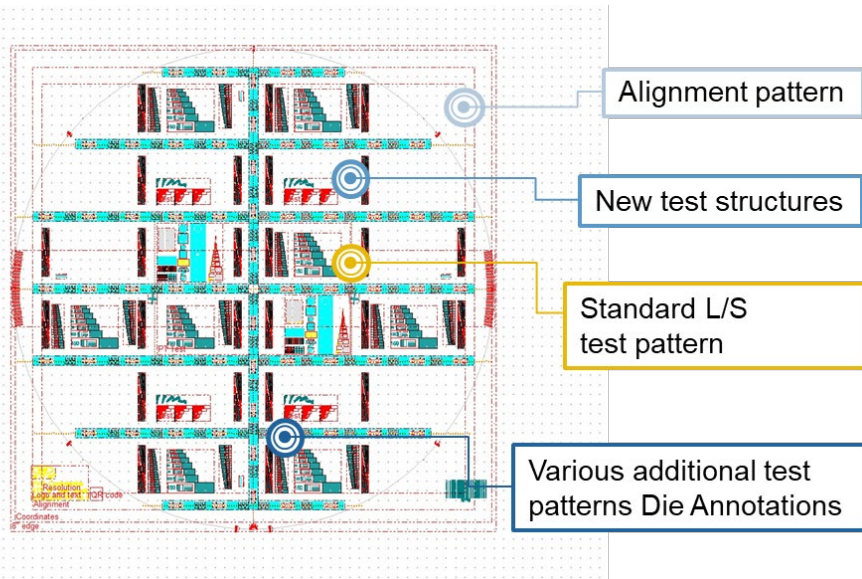 Alignment pattern
New test structures
Standard L/S
test pattern
Various additional test
patterns Die Annotations
Resolution
Logo and text QR code
Alignment
Coordinates
edge